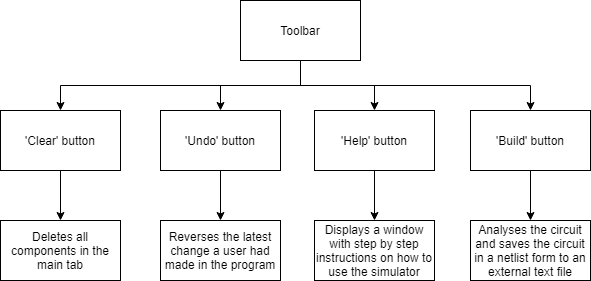 Toolbar
'Clear' button
'Undo' button
'Help' button
'Build' button
Deletes all
components in the
main tab
Reverses the latest
change a user had
made in the program
Displays a window
with step by step
instructions on how to
use the simulator
Analyses the circuit
and saves the circuit
in a netlist form to an
external text file